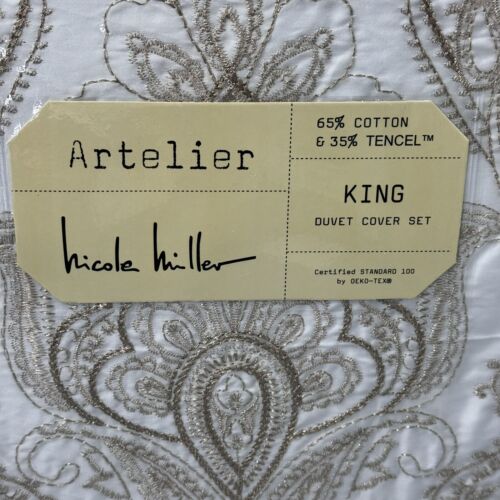 Artelier
nicole miller
65% COTTON
& 35% TENCEL™
KING
DUVET COVER SET
Certified STANDARD 100
by OEKO-TEX®